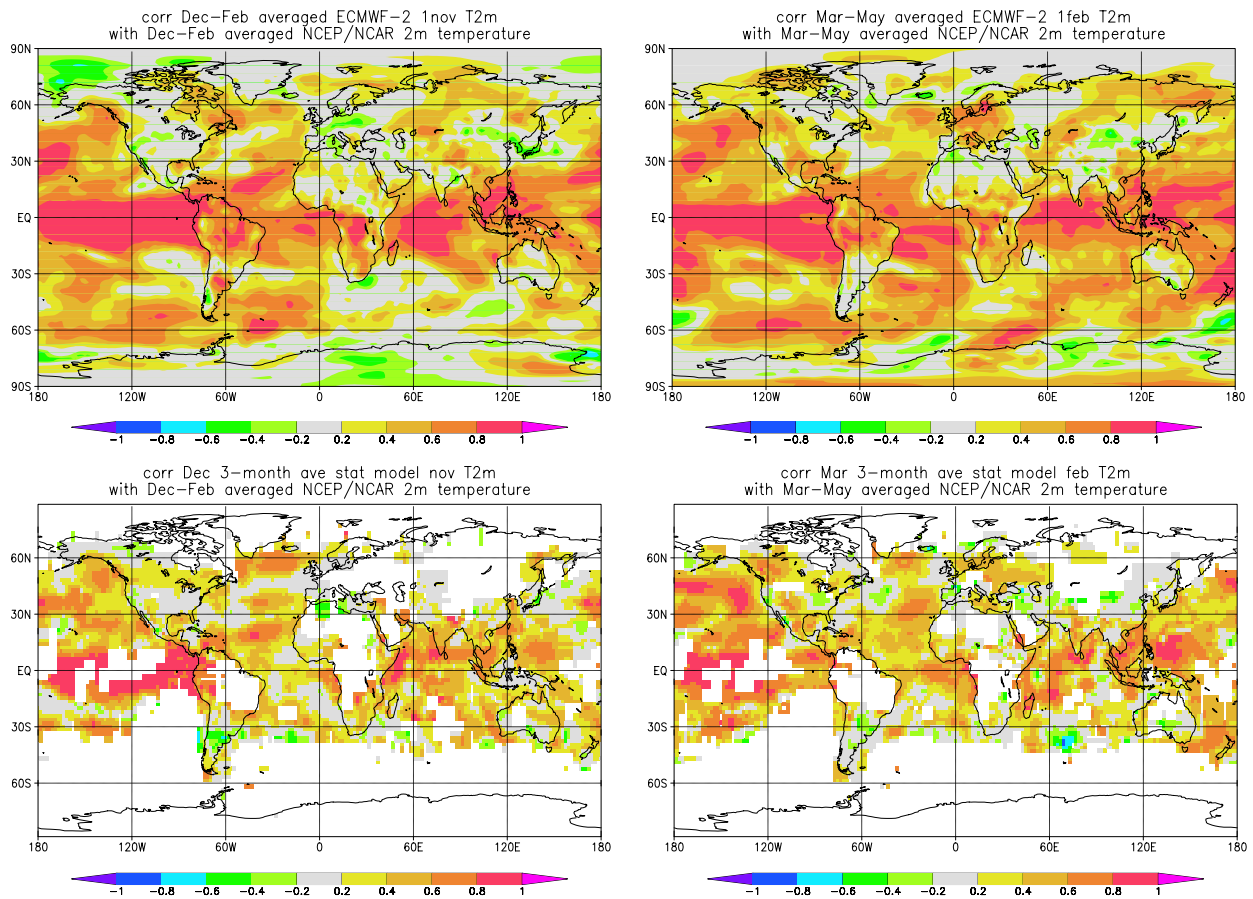 corr Dec-Feb averaged ECMWF-2 1nov T2m
with Dec-Feb averaged NCEP/NCAR 2m temperature
90N
60N
30N
EQ
30S
60S
90S
180 120W 60W 0 60E 120E 180
-1 -0.8 -0.6 -0.4 -0.2 0.2 0.4 0.6 0.8 1
corr Mar-May averaged ECMWF-2 1feb T2m
with Mar-May averaged NCEP/NCAR 2m temperature
90N
60N
30N
EQ
30S
60S
90S
180 120W 60W 0 60E 120E 180
-1 -0.8 -0.6 -0.4 -0.2 0.2 0.4 0.6 0.8 1
corr Dec 3-month ave stat model nov T2m
with Dec-Feb averaged NCEP/NCAR 2m temperature
60N
30N
EQ
30S
60S
180 120W 60W 0 60E 120E 180
-1 -0.8 -0.6 -0.4 -0.2 0.2 0.4 0.6 0.8 1
corr Mar 3-month ave stat model feb T2m
with Mar-May averaged NCEP/NCAR 2m temperature
60N
30N
EQ
30S
60S
180 120W 60W 0 60E 120E 180
-1 -0.8 -0.6 -0.4 -0.2 0.2 0.4 0.6 0.8 1